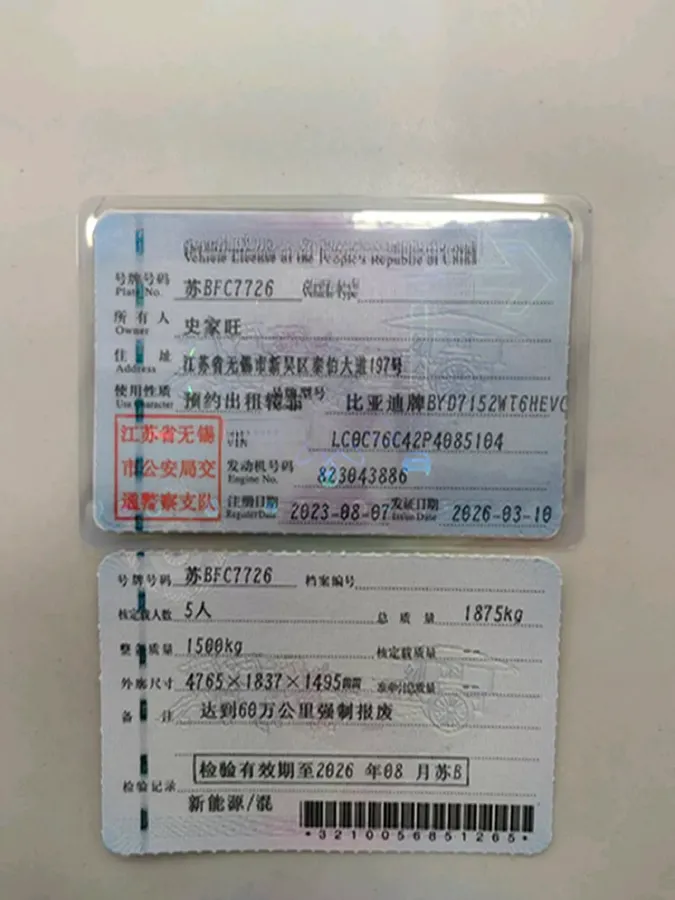 Vehicle License of the People's Republic of China
号牌号码 苏BFC7726 Vehicle Type
Plate No.
所有人 史家旺
Owner
住址 江苏省无锡市新吴区泰伯大道197号
Address
使用性质 预约出租 型号 比亚迪牌BYD7152WT6HEVC
Use Character
江苏省无锡
市公安局交
通警察支队
VIN LC0C76C42P4085104
发动机号码 823043886
Engine No.
注册日期 2023-08-07 发证日期 2026-03-10
Register Date Issue Date
号牌号码 苏BFC7726 档案编号
核定载人数 5人 总质量 1875kg
整备质量 1500kg 核定载质量 --
外廓尺寸 4765×1837×1495 准牵引总质量 --
备注 达到60万公里强制报废
检验有效期至2026 年08 月苏B
检验记录
新能源/混
*3210056851265*